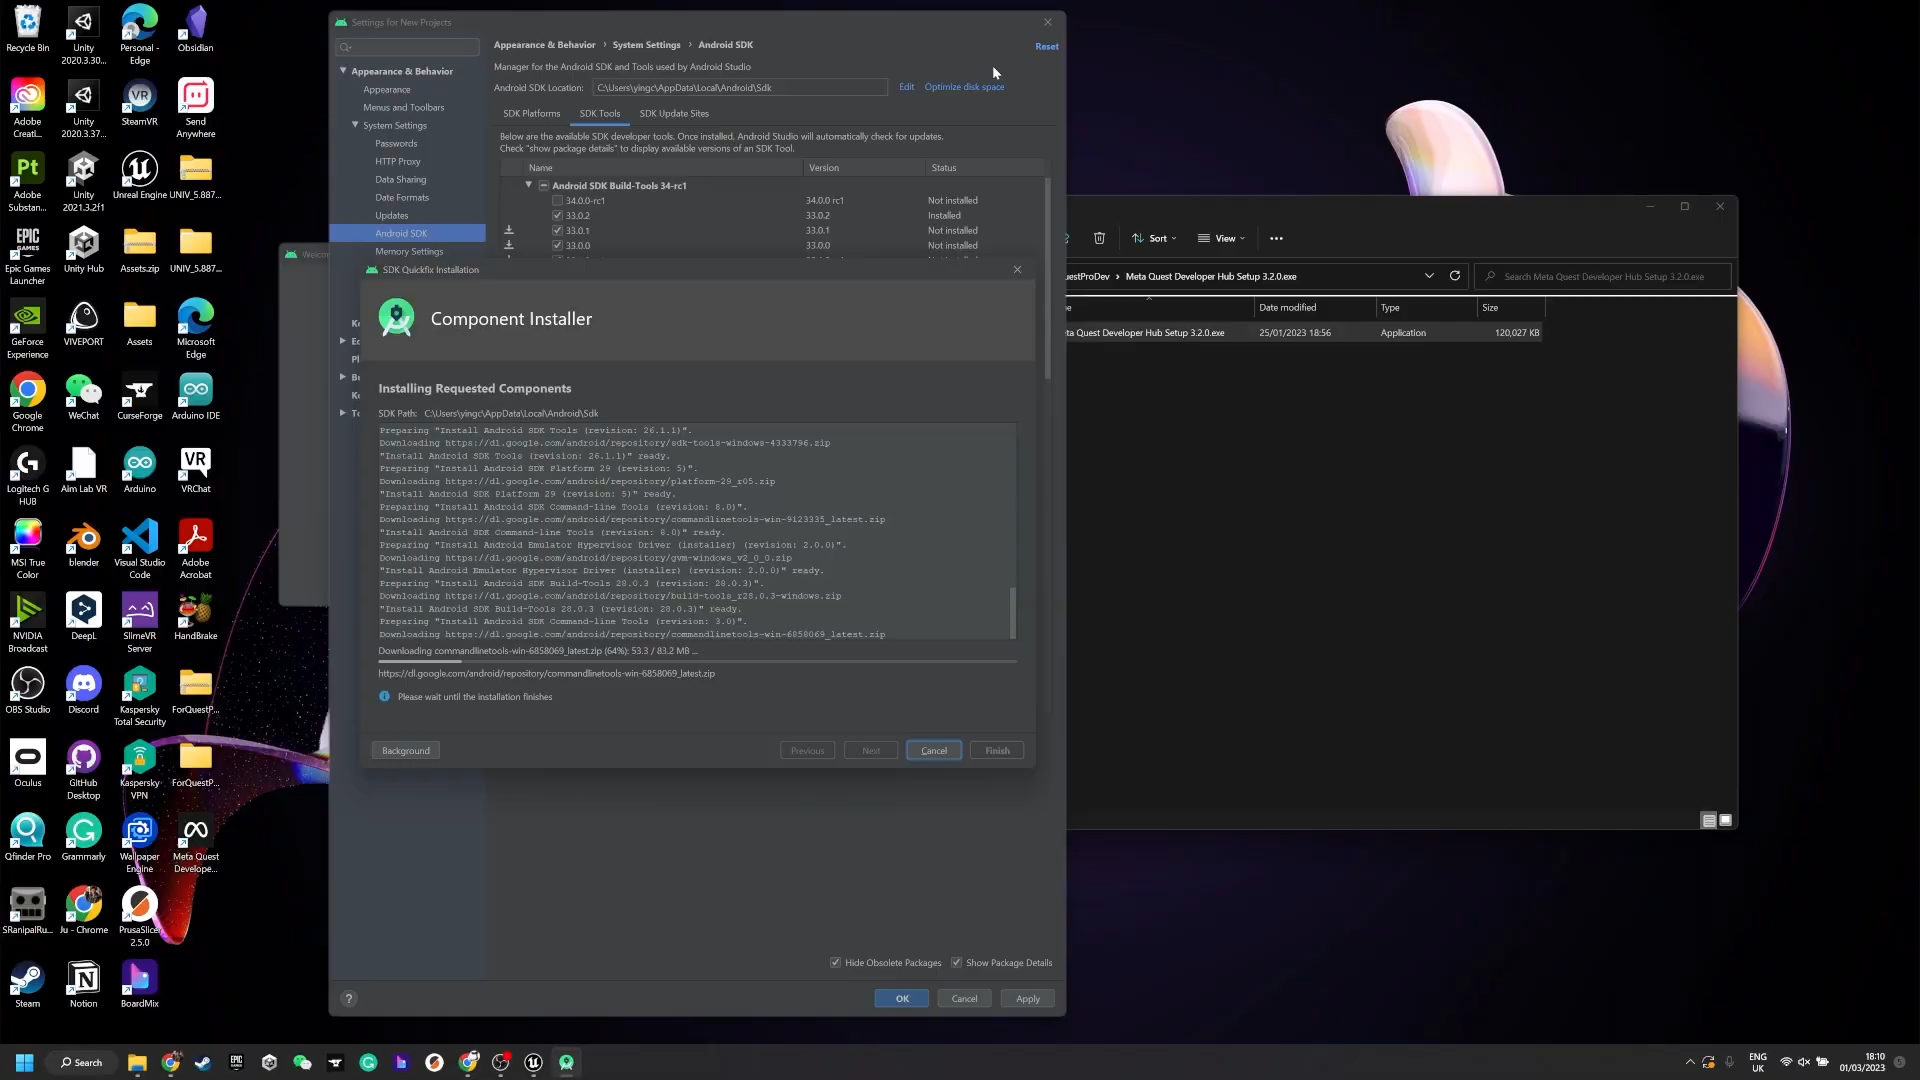 Recycle Bin
Unity 2020.3.30...
Personal - Edge
Obsidian
Adobe Creati...
Unity 2020.3.37...
SteamVR
Send Anywhere
Adobe Substan...
Unity 2021.3.2f1
Unreal Engine
UNIV_5.887...
Epic Games Launcher
Unity Hub
Assets.zip
UNIV_5.887...
GeForce Experience
VIVEPORT
Assets
Microsoft Edge
Google Chrome
WeChat
CurseForge
Arduino IDE
Logitech G HUB
Aim Lab VR
Arduino
VRChat
MSI True Color
blender
Visual Studio Code
Adobe Acrobat
NVIDIA Broadcast
DeepL
SlimeVR Server
HandBrake
OBS Studio
Discord
Kaspersky Total Security
ForQuestP...
Oculus
GitHub Desktop
Kaspersky VPN
ForQuestP...
Qfinder Pro
Grammarly
Wallpaper Engine
Meta Quest Develope...
SRanipalRu...
Ju - Chrome
PrusaSlicer 2.5.0
Steam
Notion
BoardMix
Settings for New Projects
Appearance & Behavior
Appearance
Menus and Toolbars
System Settings
Passwords
HTTP Proxy
Data Sharing
Date Formats
Updates
Android SDK
Memory Settings
Appearance & Behavior › System Settings › Android SDK
Reset
Manager for the Android SDK and Tools used by Android Studio
Android SDK Location: C:\Users\yingc\AppData\Local\Android\Sdk Edit Optimize disk space
SDK Platforms SDK Tools SDK Update Sites
Below are the available SDK developer tools. Once installed, Android Studio will automatically check for updates.
Check "show package details" to display available versions of an SDK Tool.
Name Version Status
Android SDK Build-Tools 34-rc1
34.0.0-rc1 34.0.0 rc1 Not installed
33.0.2 33.0.2 Installed
33.0.1 33.0.1 Not installed
33.0.0 33.0.0 Not installed
SDK Quickfix Installation
Component Installer
Installing Requested Components
SDK Path: C:\Users\yingc\AppData\Local\Android\Sdk
Preparing "Install Android SDK Tools (revision: 26.1.1)".
Downloading https://dl.google.com/android/repository/sdk-tools-windows-4333796.zip
"Install Android SDK Tools (revision: 26.1.1)" ready.
Preparing "Install Android SDK Platform 29 (revision: 5)".
Downloading https://dl.google.com/android/repository/platform-29_r05.zip
"Install Android SDK Platform 29 (revision: 5)" ready.
Preparing "Install Android SDK Command-line Tools (revision: 8.0)".
Downloading https://dl.google.com/android/repository/commandlinetools-win-9123335_latest.zip
"Install Android SDK Command-line Tools (revision: 8.0)" ready.
Preparing "Install Android Emulator Hypervisor Driver (installer) (revision: 2.0.0)".
Downloading https://dl.google.com/android/repository/gvm-windows_v2_0_0.zip
"Install Android Emulator Hypervisor Driver (installer) (revision: 2.0.0)" ready.
Preparing "Install Android SDK Build-Tools 28.0.3 (revision: 28.0.3)".
Downloading https://dl.google.com/android/repository/build-tools_r28.0.3-windows.zip
"Install Android SDK Build-Tools 28.0.3 (revision: 28.0.3)" ready.
Preparing "Install Android SDK Command-line Tools (revision: 3.0)".
Downloading https://dl.google.com/android/repository/commandlinetools-win-6858069_latest.zip
Downloading commandlinetools-win-6858069_latest.zip (64%): 53.3 / 83.2 MB ...
https://dl.google.com/android/repository/commandlinetools-win-6858069_latest.zip
Please wait until the installation finishes
Background Previous Next Cancel Finish
Hide Obsolete Packages Show Package Details
? OK Cancel Apply
Sort View
uestProDev › Meta Quest Developer Hub Setup 3.2.0.exe
Search Meta Quest Developer Hub Setup 3.2.0.exe
Date modified Type Size
ta Quest Developer Hub Setup 3.2.0.exe 25/01/2023 18:56 Application 120,027 KB
Search
ENG
UK
18:10
01/03/2023